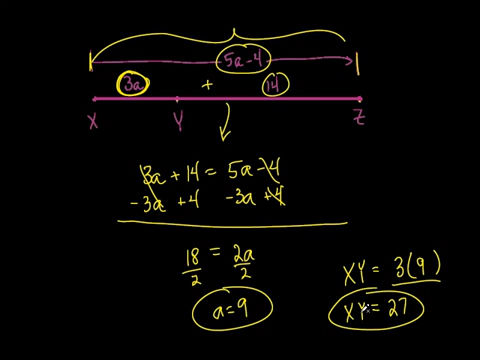 5a-4
3a + 14
X Y Z
3a + 14 = 5a - 4
-3a + 4 -3a + 4
18/2 = 2a/2
a = 9
XY = 3(9)
XY = 27